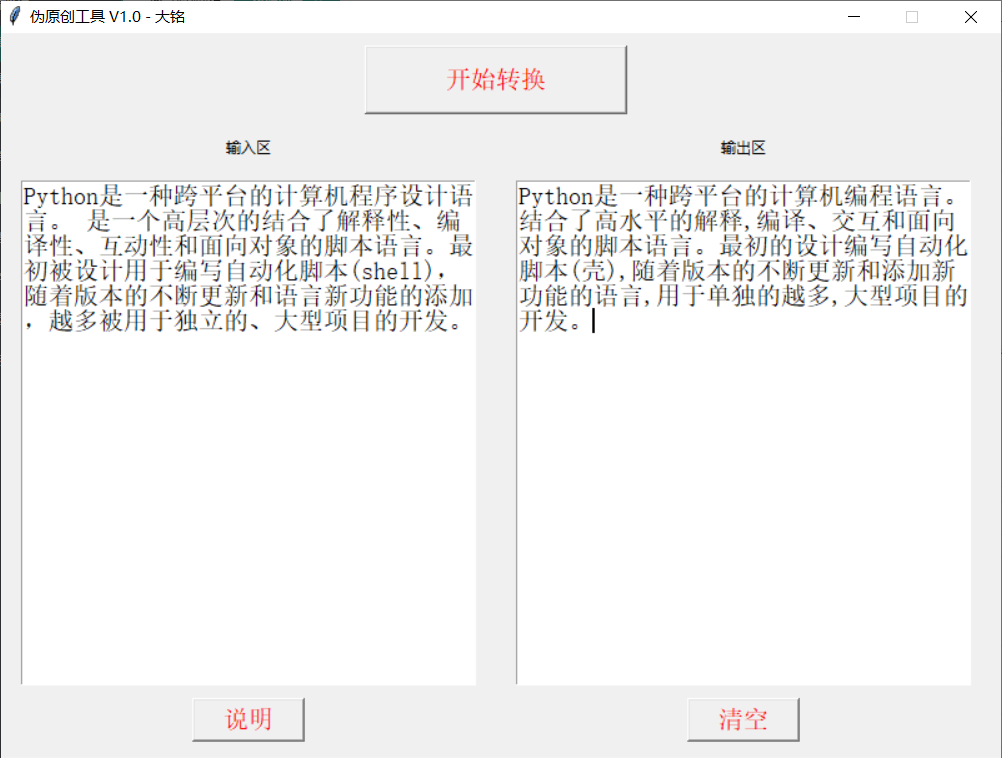 伪原创工具 V1.0 - 大铭
开始转换
输入区
输出区
Python是一种跨平台的计算机程序设计语
言。 是一个高层次的结合了解释性、编
译性、互动性和面向对象的脚本语言。最
初被设计用于编写自动化脚本(shell),
随着版本的不断更新和语言新功能的添加
，越多被用于独立的、大型项目的开发。
Python是一种跨平台的计算机编程语言。
结合了高水平的解释,编译、交互和面向
对象的脚本语言。最初的设计编写自动化
脚本(壳),随着版本的不断更新和添加新
功能的语言,用于单独的越多,大型项目的
开发。
说明
清空